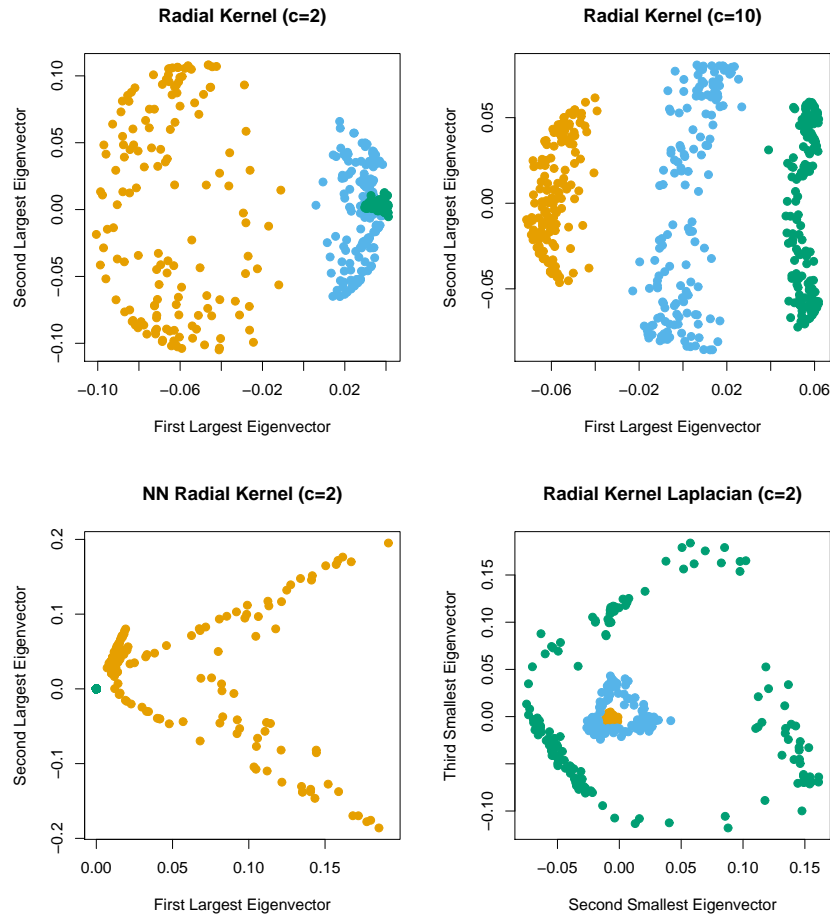 Radial Kernel (c=2)
Second Largest Eigenvector
0.10
0.05
0.00
−0.05
−0.10
−0.10
−0.06
−0.02
0.02
First Largest Eigenvector
Radial Kernel (c=10)
Second Largest Eigenvector
0.05
0.00
−0.05
−0.06
−0.02
0.02
0.06
First Largest Eigenvector
NN Radial Kernel (c=2)
Second Largest Eigenvector
0.2
0.1
0.0
−0.1
−0.2
0.00
0.05
0.10
0.15
First Largest Eigenvector
Radial Kernel Laplacian (c=2)
Third Smallest Eigenvector
0.15
0.10
0.05
0.00
−0.10
−0.05
0.00
0.05
0.10
0.15
Second Smallest Eigenvector